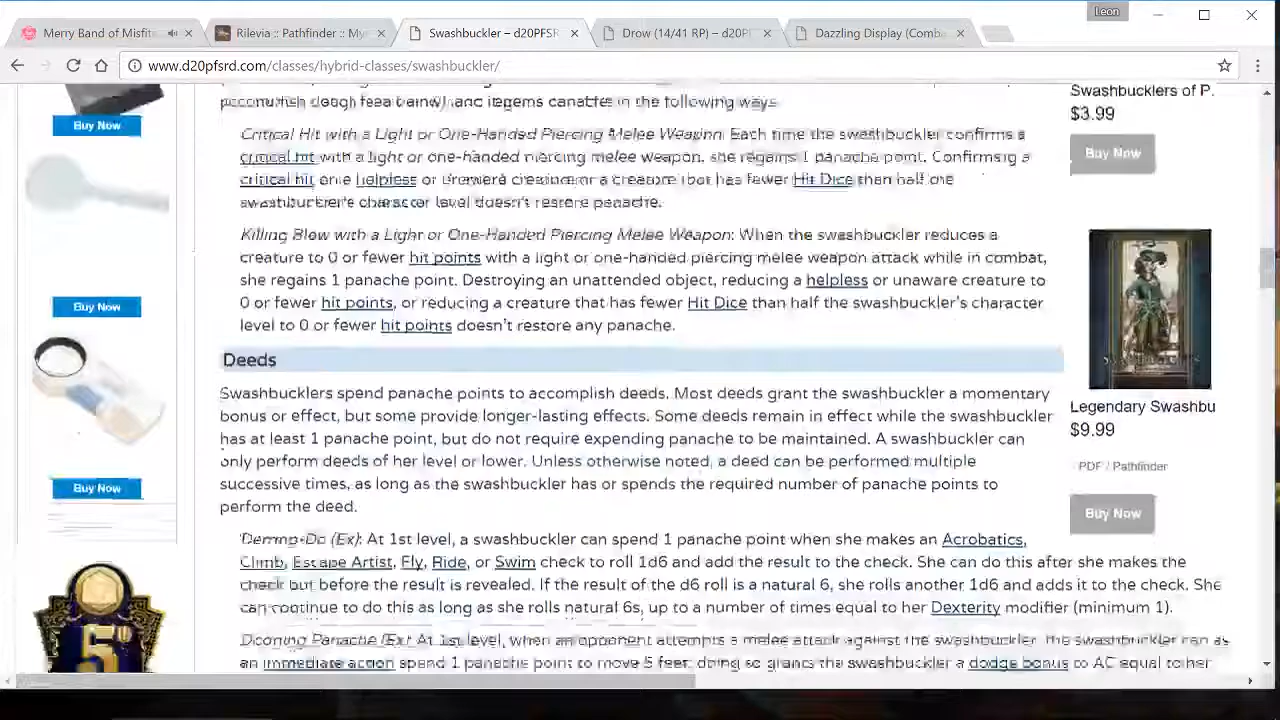 Leon
Merry Band of Misfit
Rilevia :: Pathfinder :: My
Swashbuckler – d20PFSR
Drow (14/41 RP) – d20P
Dazzling Display (Comb
www.d20pfsrd.com/classes/hybrid-classes/swashbuckler/
in the following ways
Critical Hit with a Light or One-Handed Piercing Melee Weapon: Each time the swashbuckler confirms a
critical hit with a light or one-handed piercing melee weapon, she regains 1 panache point. Confirming a
critical hit on a helpless or creature or a creature that has fewer Hit Dice than half the
swashbuckler's character level doesn't restore panache.
Killing Blow with a Light or One-Handed Piercing Melee Weapon: When the swashbuckler reduces a
creature to 0 or fewer hit points with a light or one-handed piercing melee weapon attack while in combat,
she regains 1 panache point. Destroying an unattended object, reducing a helpless or unaware creature to
0 or fewer hit points, or reducing a creature that has fewer Hit Dice than half the swashbuckler's character
level to 0 or fewer hit points doesn't restore any panache.
Deeds
Swashbucklers spend panache points to accomplish deeds. Most deeds grant the swashbuckler a momentary
bonus or effect, but some provide longer-lasting effects. Some deeds remain in effect while the swashbuckler
has at least 1 panache point, but do not require expending panache to be maintained. A swashbuckler can
only perform deeds of her level or lower. Unless otherwise noted, a deed can be performed multiple
successive times, as long as the swashbuckler has or spends the required number of panache points to
perform the deed.
(Ex): At 1st level, a swashbuckler can spend 1 panache point when she makes an Acrobatics,
Climb, Escape Artist, Fly, Ride, or Swim check to roll 1d6 and add the result to the check. She can do this after she makes the
check but before the result is revealed. If the result of the d6 roll is a natural 6, she rolls another 1d6 and adds it to the check. She
can continue to do this as long as she rolls natural 6s, up to a number of times equal to her Dexterity modifier (minimum 1).
Panache (Ex): At 1st level, when an opponent attempts a melee attack against the swashbuckler, the swashbuckler can as
an immediate action spend 1 panache point to move 5 feet; doing so grants the swashbuckler a dodge bonus to AC equal to her
Buy Now
Buy Now
Buy Now
5
Swashbucklers of P.
$3.99
Buy Now
Legendary Swashbu
$9.99
PDF / Pathfinder
Buy Now